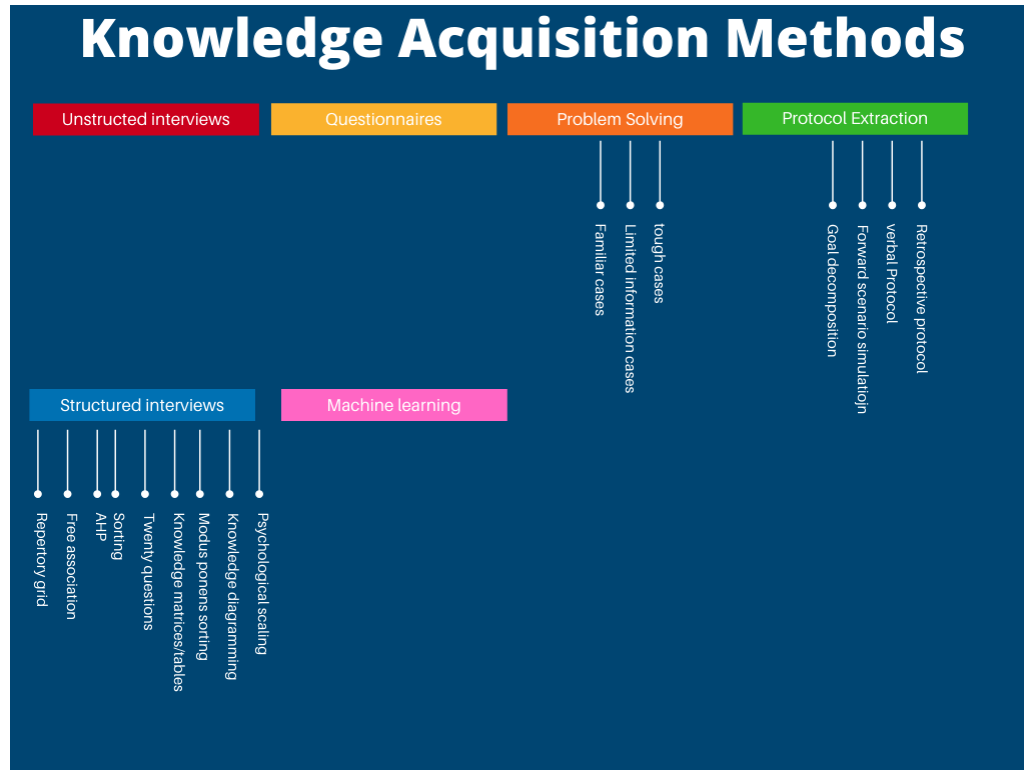 Knowledge Acquisition Methods
Unstructed interviews
Questionnaires
Problem Solving
Protocol Extraction
Familiar cases
Limited information cases
tough cases
Goal decomposition
Forward scenario simulatiojn
verbal Protocol
Retrospective protocol
Structured interviews
Machine learning
Repertory grid
Free association
AHP
Sorting
Twenty questions
Knowledge matrices/tables
Modus ponens sorting
Knowledge diagramming
Psychological scaling